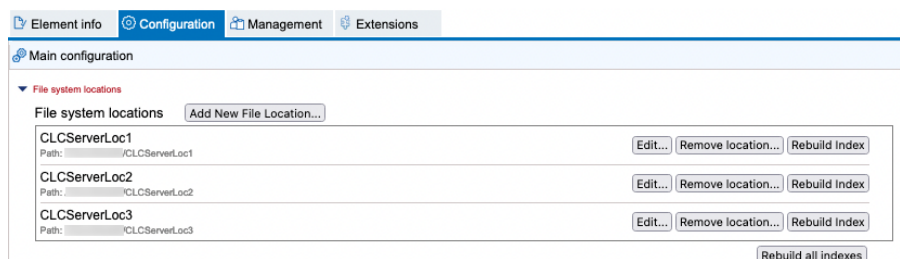 Element info Configuration Management Extensions
Main configuration
File system locations
File system locations Add New File Location...
CLCServerLoc1 Edit... Remove location... Rebuild Index
Path: /CLCServerLoc1
CLCServerLoc2 Edit... Remove location... Rebuild Index
Path: /CLCServerLoc2
CLCServerLoc3 Edit... Remove location... Rebuild Index
Path: /CLCServerLoc3
Rebuild all indexes